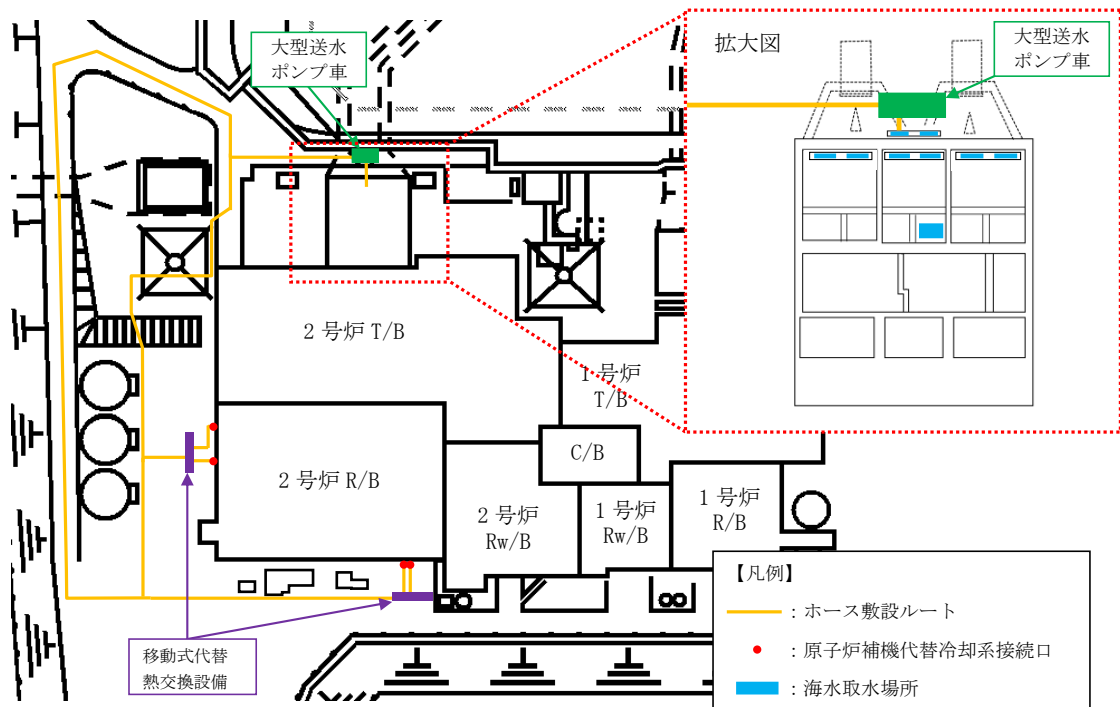 大型送水
ポンプ車
拡大図
大型送水
ポンプ車
2 号炉 T/B
1 号炉
T/B
C/B
2 号炉 R/B
2 号炉
Rw/B
1 号炉
Rw/B
1 号炉
R/B
移動式代替
熱交換設備
【凡例】
：ホース敷設ルート
：原子炉補機代替冷却系接続口
：海水取水場所